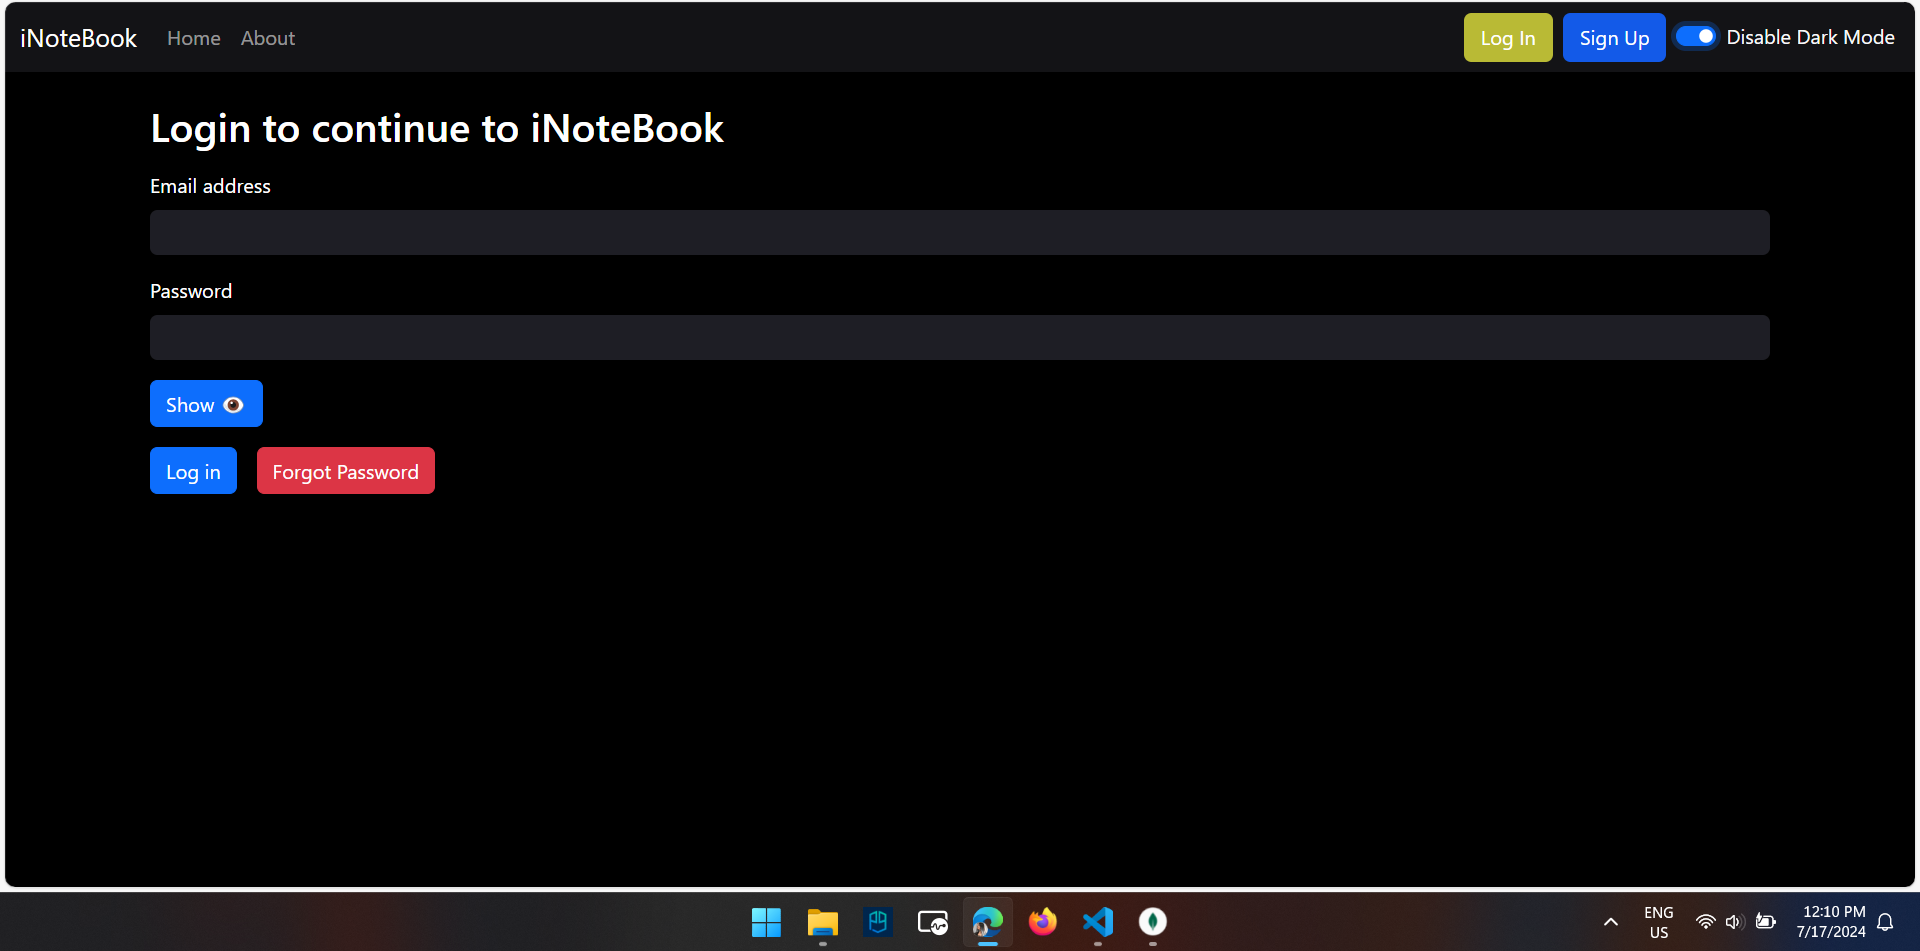 iNoteBook Home About Log In Sign Up Disable Dark Mode
Login to continue to iNoteBook
Email address
Password
Show
Log in Forgot Password
ENG
US
12:10 PM
7/17/2024